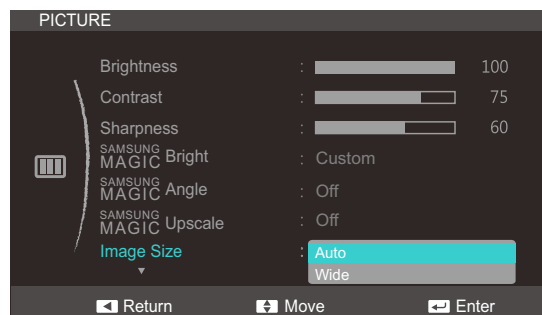 PICTURE
Brightness : 100
Contrast : 75
Sharpness : 60
SAMSUNG MAGIC Bright : Custom
SAMSUNG MAGIC Angle : Off
SAMSUNG MAGIC Upscale : Off
Image Size : Auto
Wide
Return Move Enter